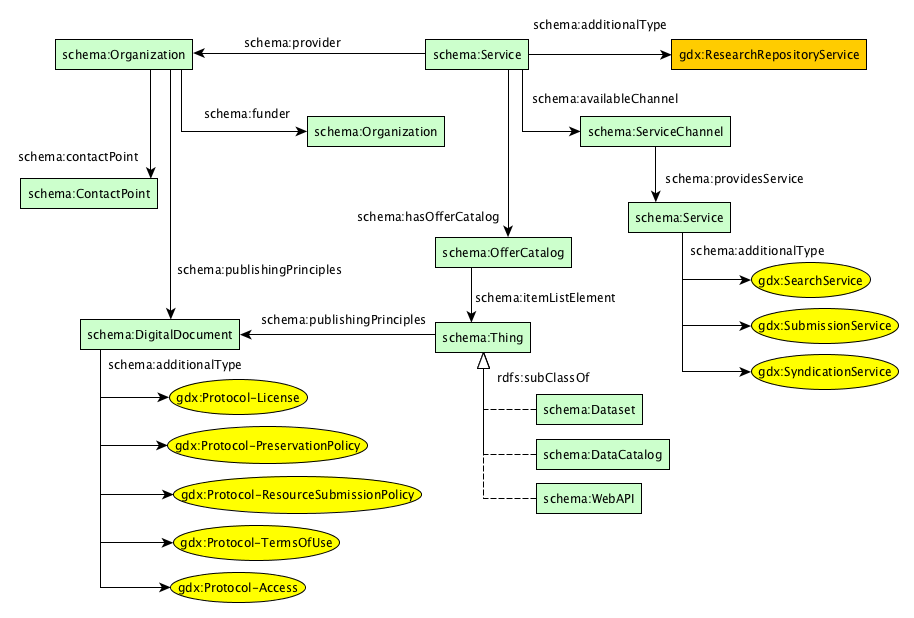 schema:additionalType
schema:provider
schema:Organization
schema:Service
gdx:ResearchRepositoryService
schema:availableChannel
schema:funder
schema:Organization
schema:ServiceChannel
schema:contactPoint
schema:providesService
schema:ContactPoint
schema:hasOfferCatalog
schema:Service
schema:OfferCatalog
schema:additionalType
schema:publishingPrinciples
gdx:SearchService
schema:itemListElement
schema:publishingPrinciples
gdx:SubmissionService
schema:DigitalDocument
schema:Thing
schema:additionalType
rdfs:subClassOf
gdx:SyndicationService
gdx:Protocol-License
schema:Dataset
gdx:Protocol-PreservationPolicy
schema:DataCatalog
gdx:Protocol-ResourceSubmissionPolicy
schema:WebAPI
gdx:Protocol-TermsOfUse
gdx:Protocol-Access